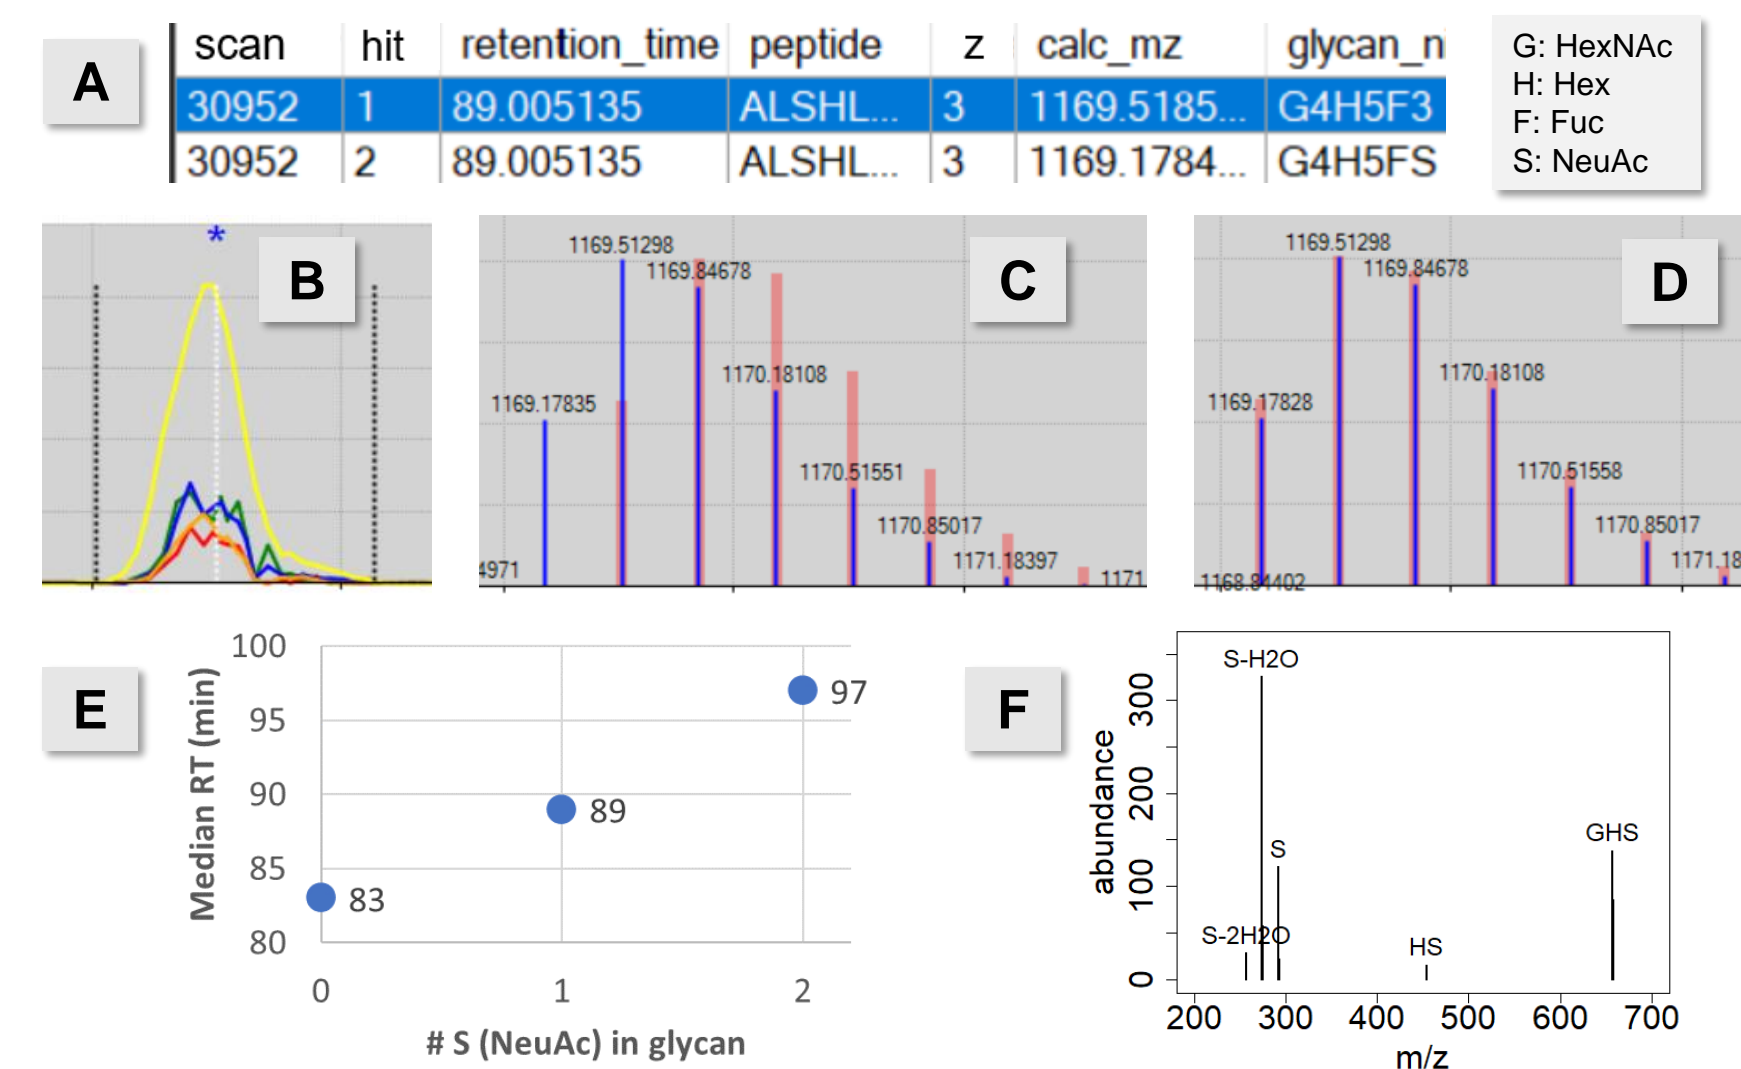 A
scan hit retention_time peptide z calc_mz glycan_n
30952 1 89.005135 ALSHL... 3 1169.5185... G4H5F3
30952 2 89.005135 ALSHL... 3 1169.1784... G4H5FS
G: HexNAc
H: Hex
F: Fuc
S: NeuAc
*
B
1169.51298
1169.84678
C
1170.18108
1169.17835
1170.51551
1170.85017
1171.18397
4971
1171
1169.51298
1169.84678
D
1170.18108
1169.17828
1170.51558
1170.85017
1171.18
1168.84402
E
Median RT (min)
100
95
90
85
80
97
89
83
0 1 2
# S (NeuAc) in glycan
F
abundance
300
200
100
0
S-H2O
S
S-2H2O
HS
GHS
200 300 400 500 600 700
m/z